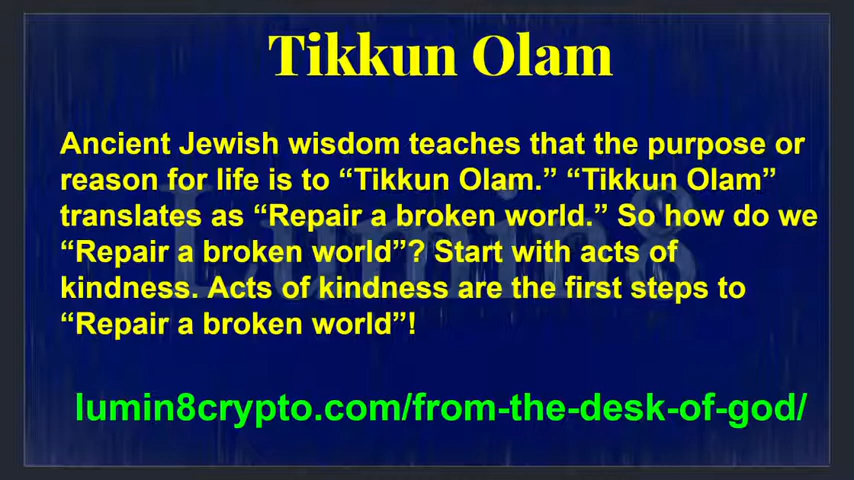 Tikkun Olam
Ancient Jewish wisdom teaches that the purpose or
reason for life is to “Tikkun Olam.” “Tikkun Olam”
translates as “Repair a broken world.” So how do we
“Repair a broken world”? Start with acts of
kindness. Acts of kindness are the first steps to
“Repair a broken world”!
Lumin8
lumin8crypto.com/from-the-desk-of-god/